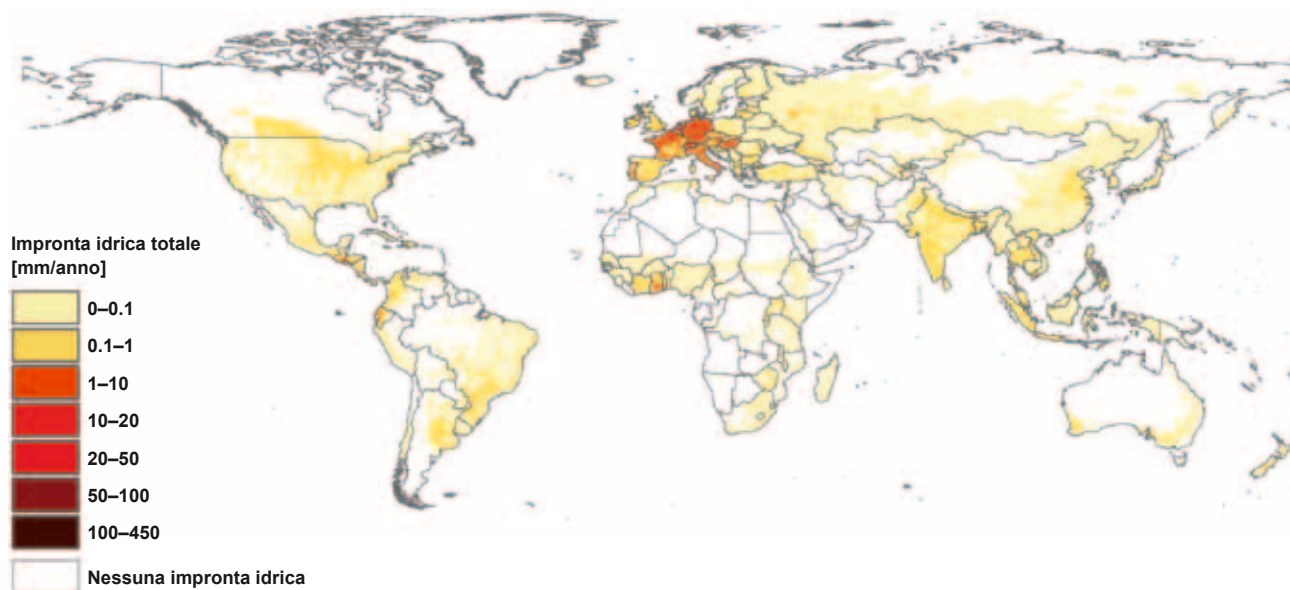 Impronta idrica totale
[mm/anno]
0–0.1
0.1–1
1–10
10–20
20–50
50–100
100–450
Nessuna impronta idrica